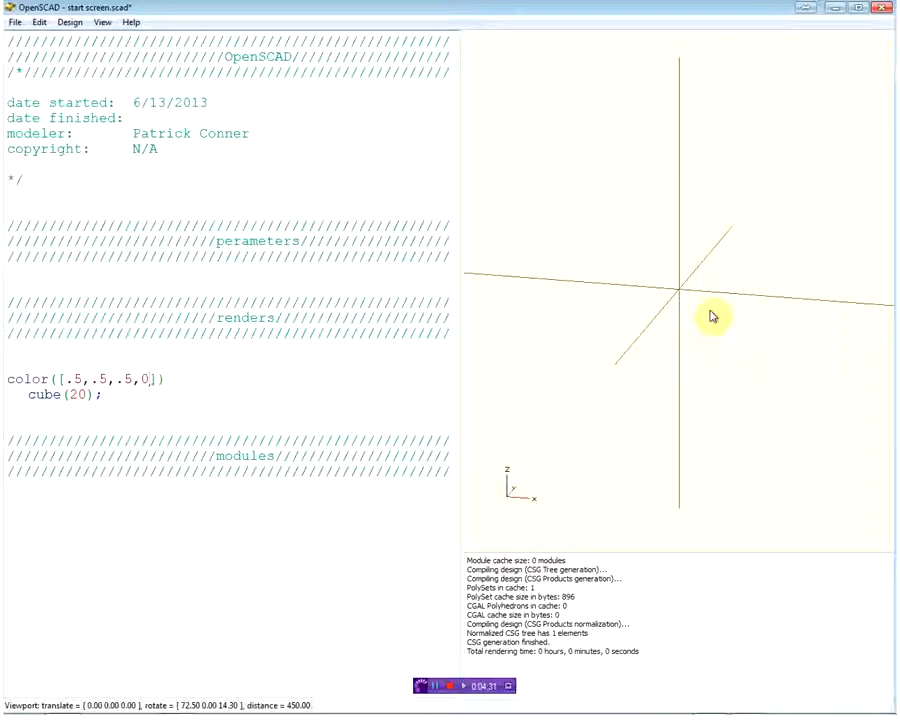 OpenSCAD - start screen.scad*
File Edit Design View Help
////////////////////////////////////////////////////
//////////////////////////OpenSCAD///////////////////
/*//////////////////////////////////////////////////
date started: 6/13/2013
date finished:
modeler: Patrick Conner
copyright: N/A
*/
////////////////////////////////////////////////////
/////////////////////////perameters//////////////////
////////////////////////////////////////////////////
////////////////////////////////////////////////////
/////////////////////////renders/////////////////////
////////////////////////////////////////////////////
color([.5,.5,.5,0])
cube(20);
////////////////////////////////////////////////////
/////////////////////////modules/////////////////////
////////////////////////////////////////////////////
z
y
x
Module cache size: 0 modules
Compiling design (CSG Tree generation)...
Compiling design (CSG Products generation)...
PolySets in cache: 1
PolySet cache size in bytes: 896
CGAL Polyhedrons in cache: 0
CGAL cache size in bytes: 0
Compiling design (CSG Products normalization)...
Normalized CSG tree has 1 elements
CSG generation finished.
Total rendering time: 0 hours, 0 minutes, 0 seconds
0:04:31
Viewport: translate = [ 0.00 0.00 0.00 ], rotate = [ 72.50 0.00 14.30 ], distance = 450.00